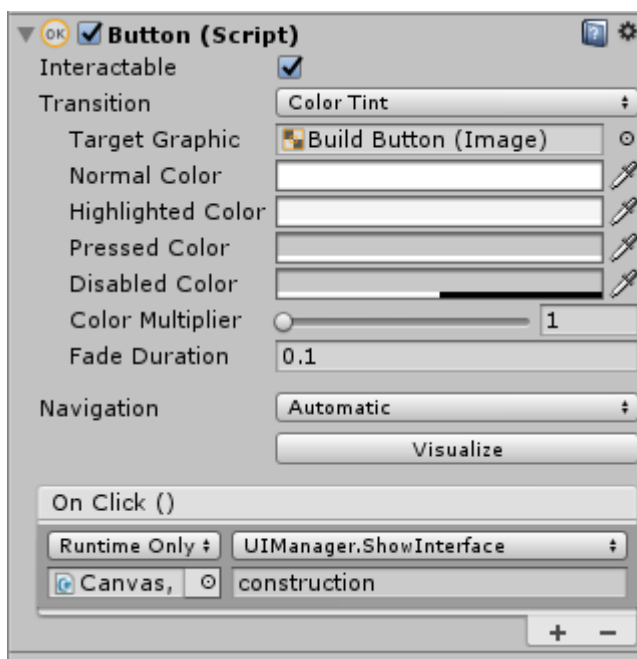 OK Button (Script)
Interactable
Transition Color Tint
Target Graphic Build Button (Image)
Normal Color
Highlighted Color
Pressed Color
Disabled Color
Color Multiplier 1
Fade Duration 0.1
Navigation Automatic
Visualize
On Click ()
Runtime Only UIManager.ShowInterface
Canvas, construction